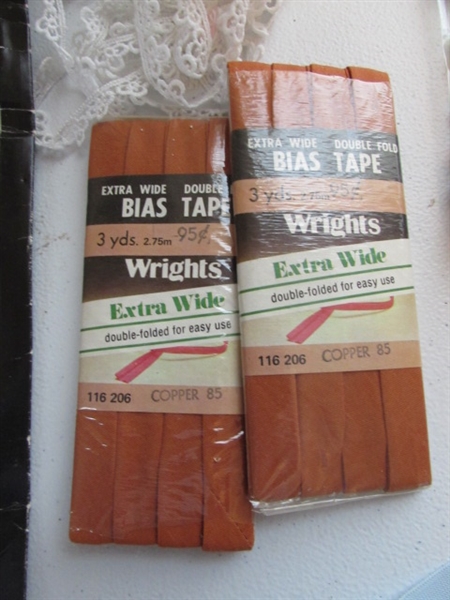 EXTRA WIDE DOUBLE
BIAS TAPE
3 yds. 2.75m 95¢
Wrights
Extra Wide
double-folded for easy use
116 206 COPPER 85
EXTRA WIDE DOUBLE FOLD
BIAS TAPE
3 yds. 95¢
Wrights
Extra Wide
double-folded for easy use
116 206 COPPER 85